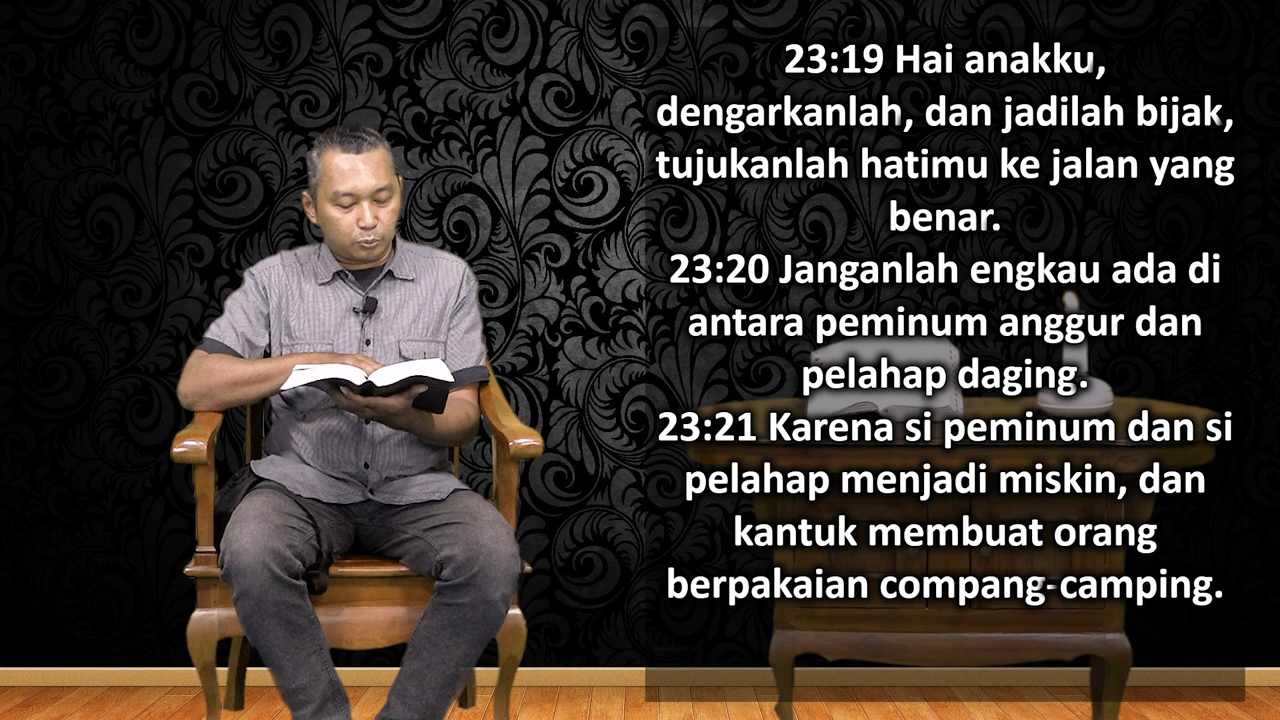 23:19 Hai anakku,
dengarkanlah, dan jadilah bijak,
tujukanlah hatimu ke jalan yang
benar.
23:20 Janganlah engkau ada di
antara peminum anggur dan
pelahap daging.
23:21 Karena si peminum dan si
pelahap menjadi miskin, dan
kantuk membuat orang
berpakaian compang-camping.